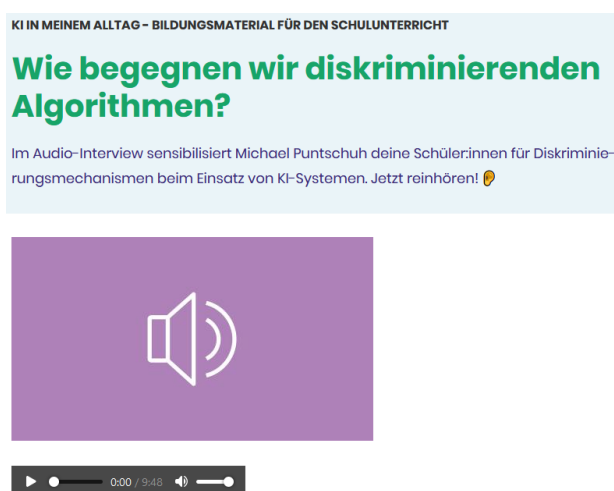 KI IN MEINEM ALLTAG – BILDUNGSMATERIAL FÜR DEN SCHULUNTERRICHT
Wie begegnen wir diskriminierenden
Algorithmen?
Im Audio-Interview sensibilisiert Michael Puntschuh deine Schüler:innen für Diskriminie-
rungsmechanismen beim Einsatz von KI-Systemen. Jetzt reinhören! 👂
0:00 / 9:48